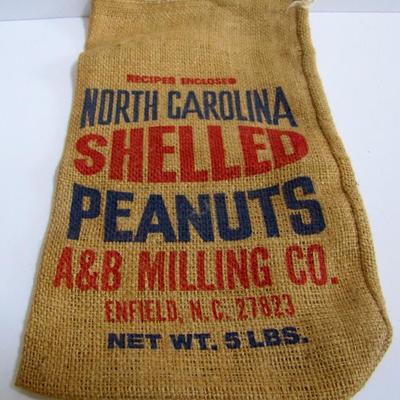 RECIPES ENCLOSED
NORTH CAROLINA
SHELLED
PEANUTS
A&B MILLING CO.
ENFIELD, N.C. 27823
NET WT. 5 LBS.